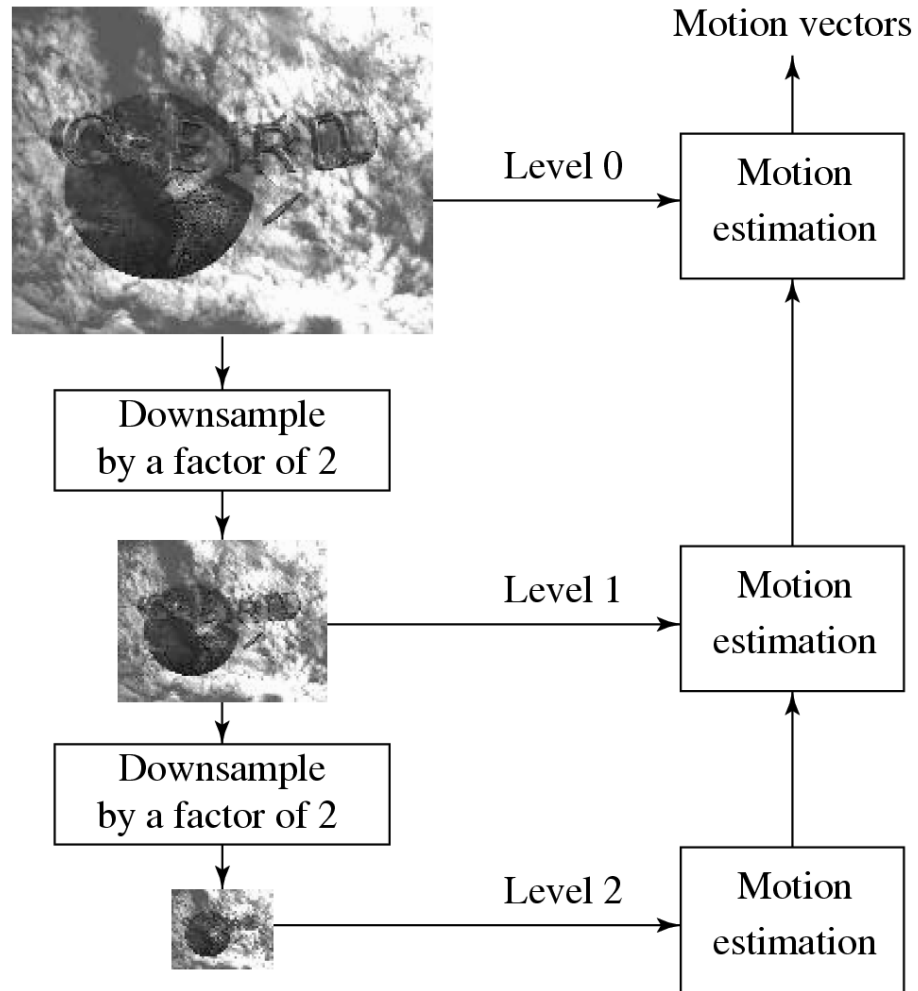 Motion vectors
C-BIRD
Level 0
Motion
estimation
Downsample
by a factor of 2
Level 1
Motion
estimation
Downsample
by a factor of 2
Level 2
Motion
estimation